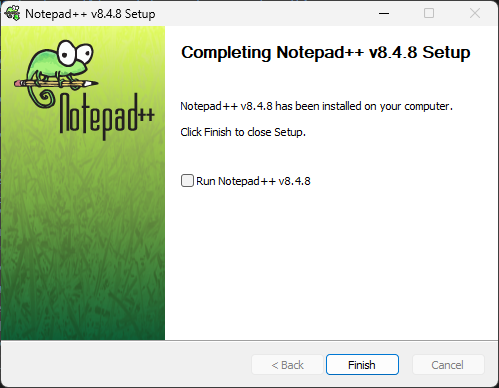 Notepad++ v8.4.8 Setup
Notepad++
Completing Notepad++ v8.4.8 Setup
Notepad++ v8.4.8 has been installed on your computer.
Click Finish to close Setup.
Run Notepad++ v8.4.8
< Back
Finish
Cancel